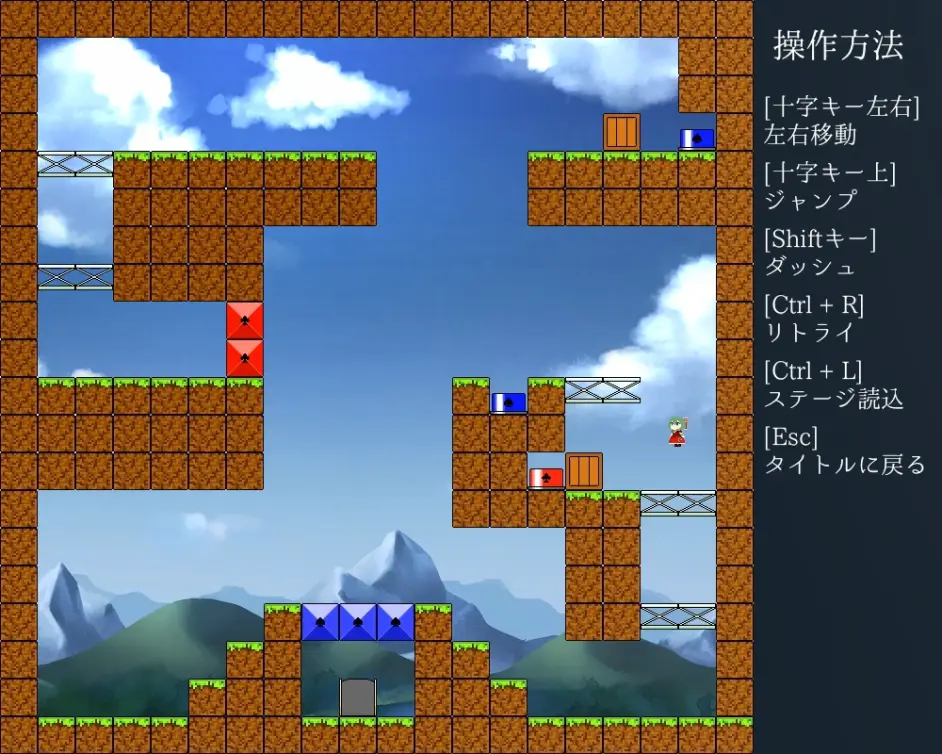 操作方法
[十字キー左右]
左右移動
[十字キー上]
ジャンプ
[Shiftキー]
ダッシュ
[Ctrl + R]
リトライ
[Ctrl + L]
ステージ読込
[Esc]
タイトルに戻る